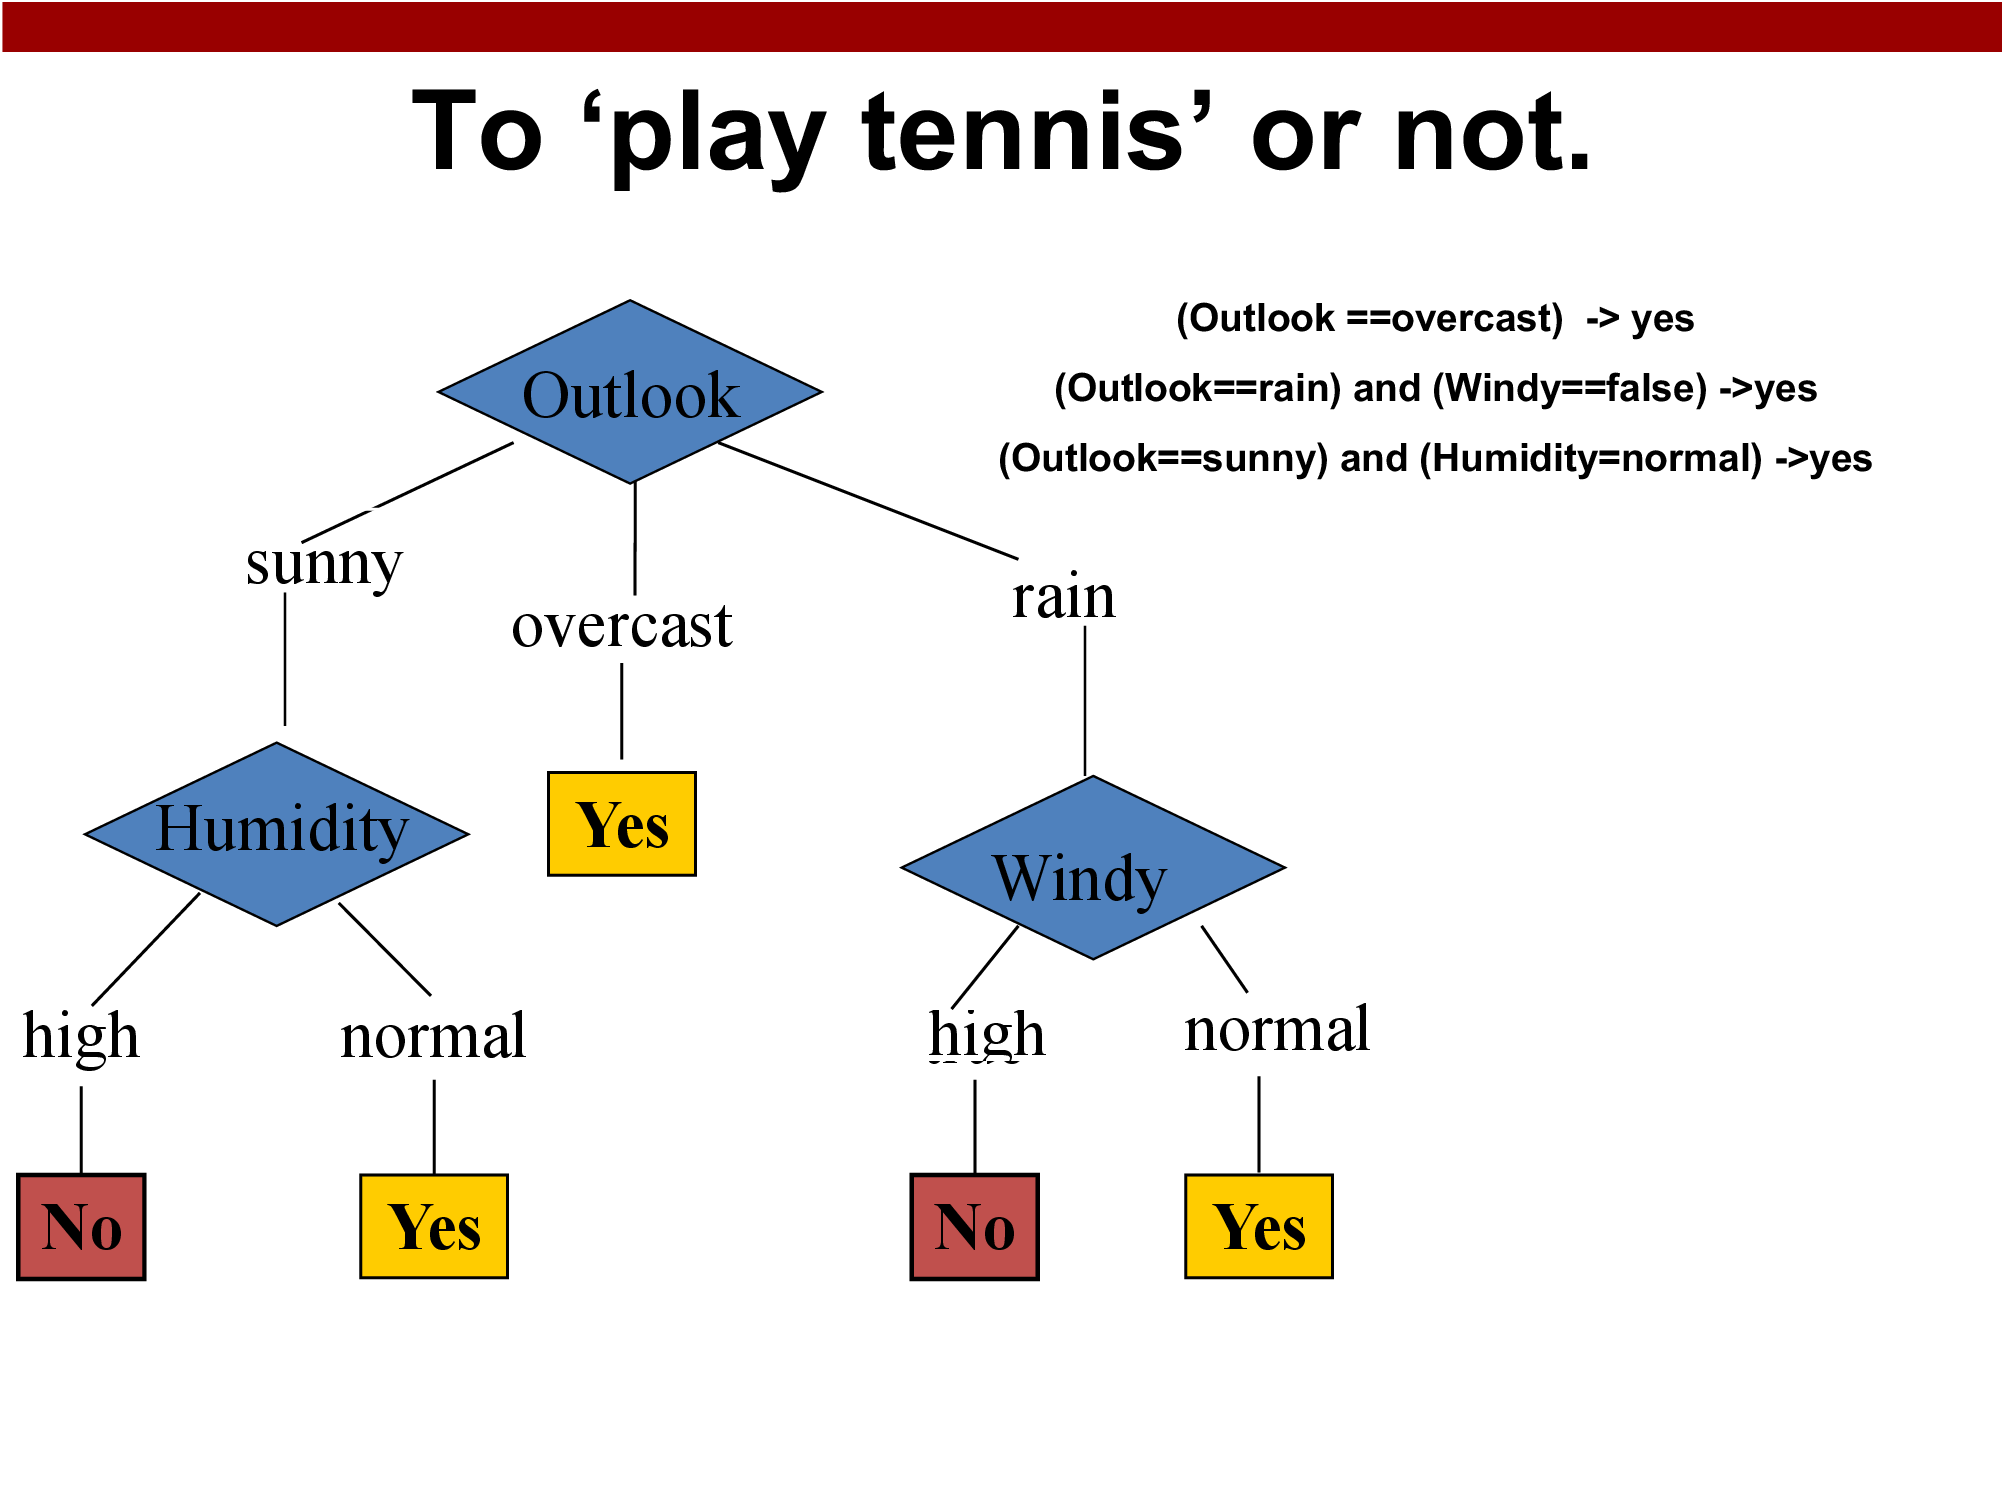 To ‘play tennis’ or not.
(Outlook ==overcast)  -> yes
(Outlook==rain) and (Windy==false) ->yes
(Outlook==sunny) and (Humidity=normal) ->yes
Outlook
sunny
overcast
rain
Humidity
Yes
Windy
high
normal
high
normal
No
Yes
No
Yes